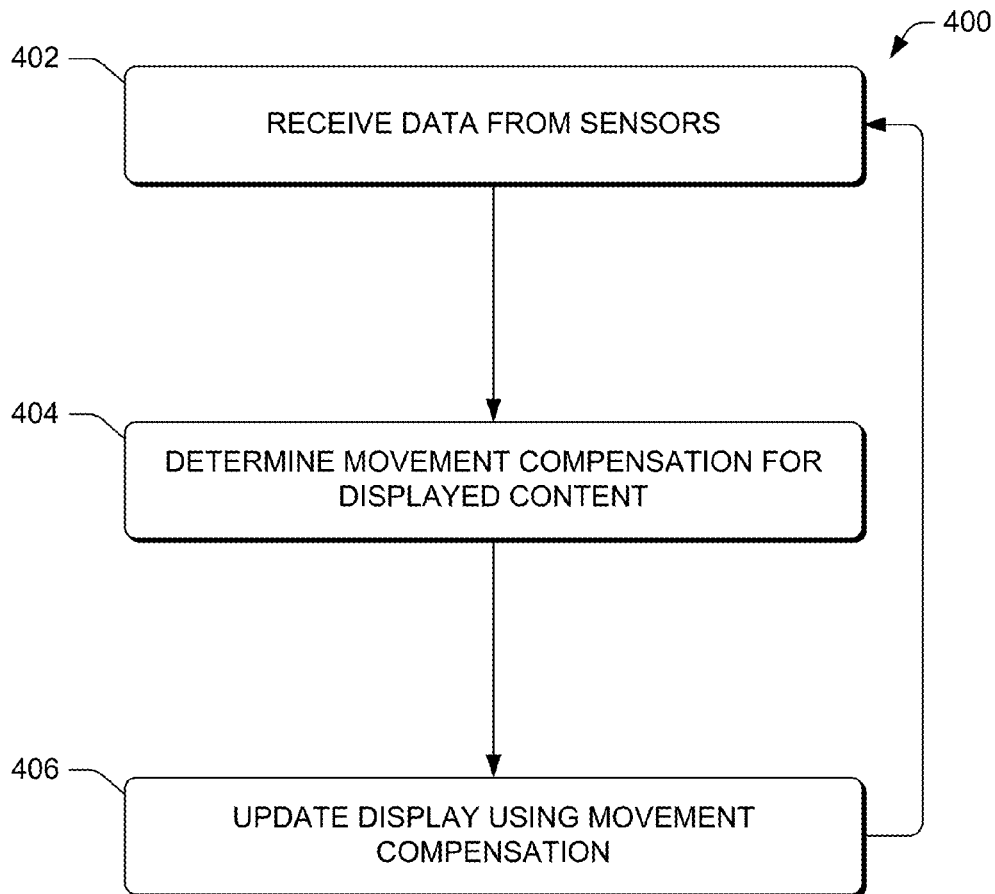 400
402
RECEIVE DATA FROM SENSORS
404
DETERMINE MOVEMENT COMPENSATION FOR
DISPLAYED CONTENT
406
UPDATE DISPLAY USING MOVEMENT
COMPENSATION